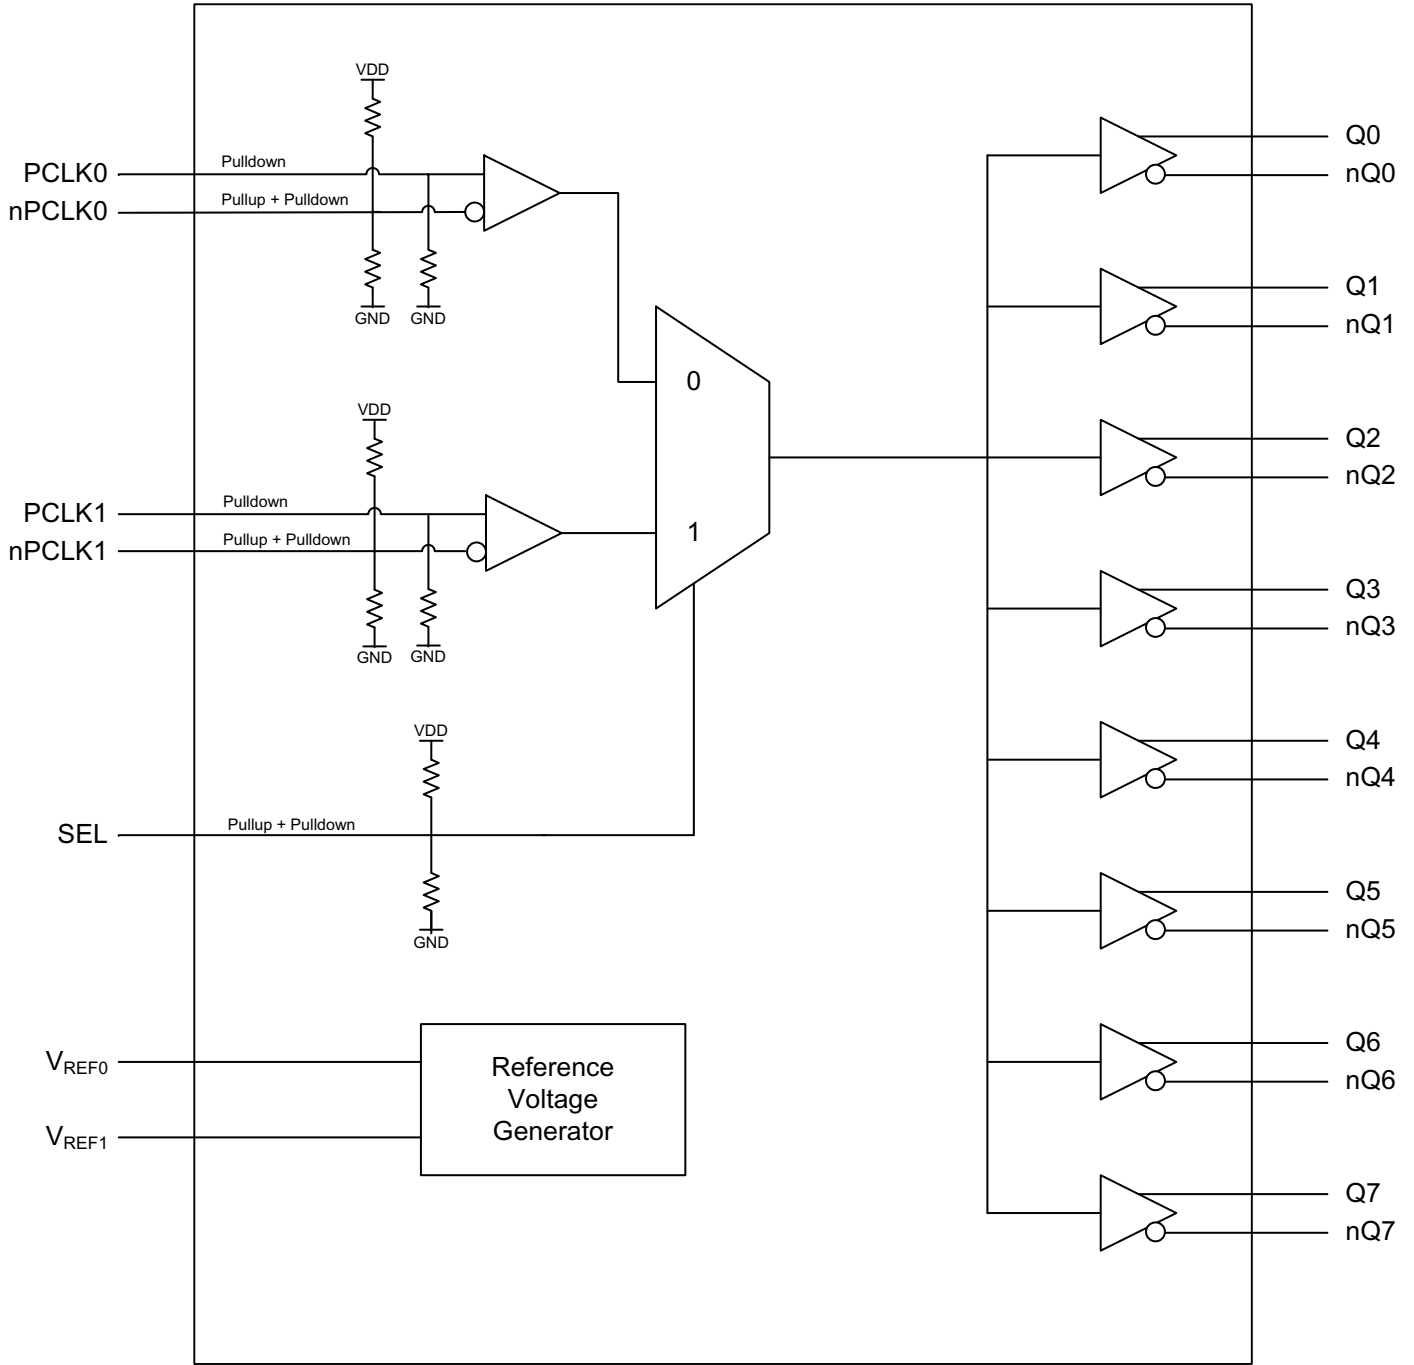 VDD
PCLK0
Pulldown
nPCLK0
Pullup + Pulldown
GND
GND
VDD
PCLK1
Pulldown
nPCLK1
Pullup + Pulldown
GND
GND
0
1
VDD
SEL
Pullup + Pulldown
GND
VREF0
VREF1
Reference
Voltage
Generator
Q0
nQ0
Q1
nQ1
Q2
nQ2
Q3
nQ3
Q4
nQ4
Q5
nQ5
Q6
nQ6
Q7
nQ7